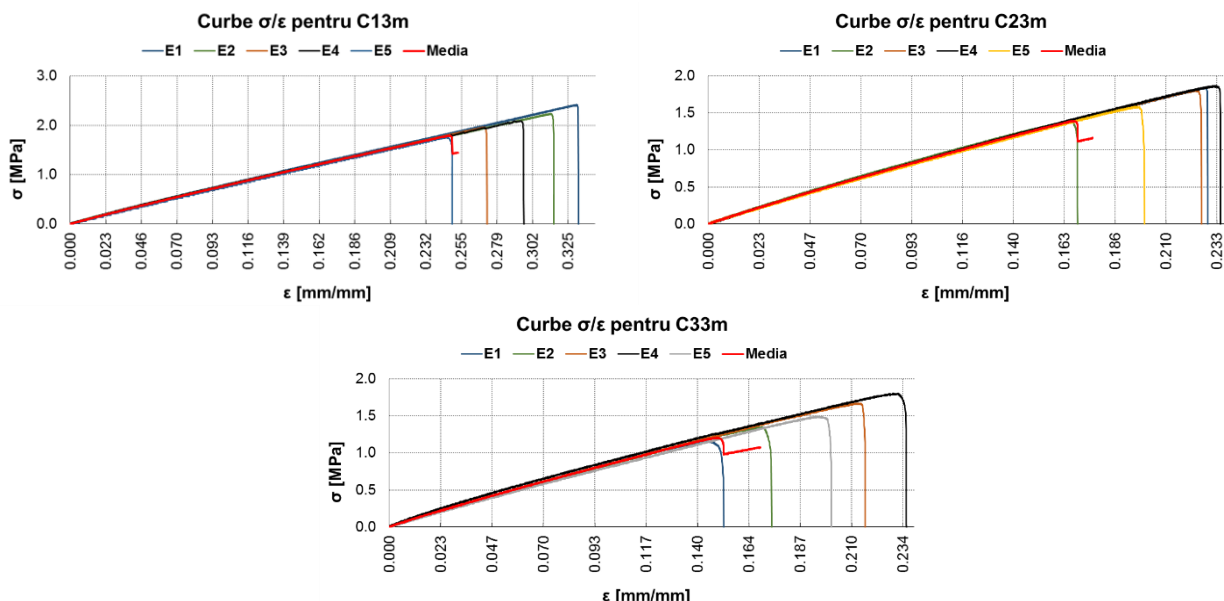 Curbe σ/ε pentru C13m
E1 E2 E3 E4 E5 Media
3.0
2.0
1.0
0.0
σ [MPa]
0.000 0.023 0.046 0.070 0.093 0.116 0.139 0.162 0.186 0.209 0.232 0.255 0.279 0.302 0.325
ε [mm/mm]
Curbe σ/ε pentru C23m
E1 E2 E3 E4 E5 Media
2.0
1.5
1.0
0.5
0.0
σ [MPa]
0.000 0.023 0.047 0.070 0.093 0.116 0.140 0.163 0.186 0.210 0.233
ε [mm/mm]
Curbe σ/ε pentru C33m
E1 E2 E3 E4 E5 Media
2.0
1.5
1.0
0.5
0.0
σ [MPa]
0.000 0.023 0.047 0.070 0.093 0.117 0.140 0.164 0.187 0.210 0.234
ε [mm/mm]